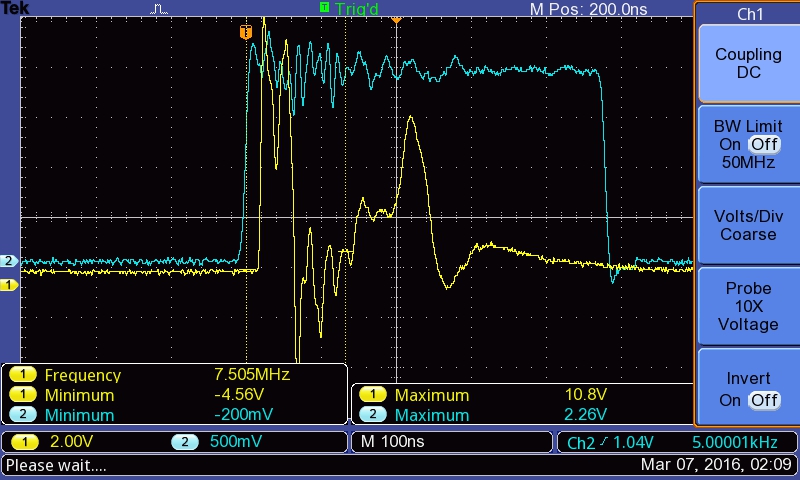 Tek T Trig'd M Pos: 200.0ns Ch1
T
Coupling
DC
BW Limit
On Off
50MHz
Volts/Div
Coarse
2
1
Probe
10X
Voltage
Invert
On Off
1 Frequency 7.505MHz
1 Minimum -4.56V 1 Maximum 10.8V
2 Minimum -200mV 2 Maximum 2.26V
1 2.00V 2 500mV M 100ns Ch2 1.04V 5.00001kHz
Please wait.... Mar 07, 2016, 02:09